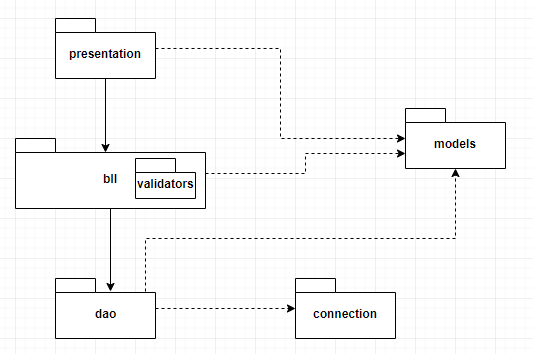 presentation
models
bll
validators
dao
connection